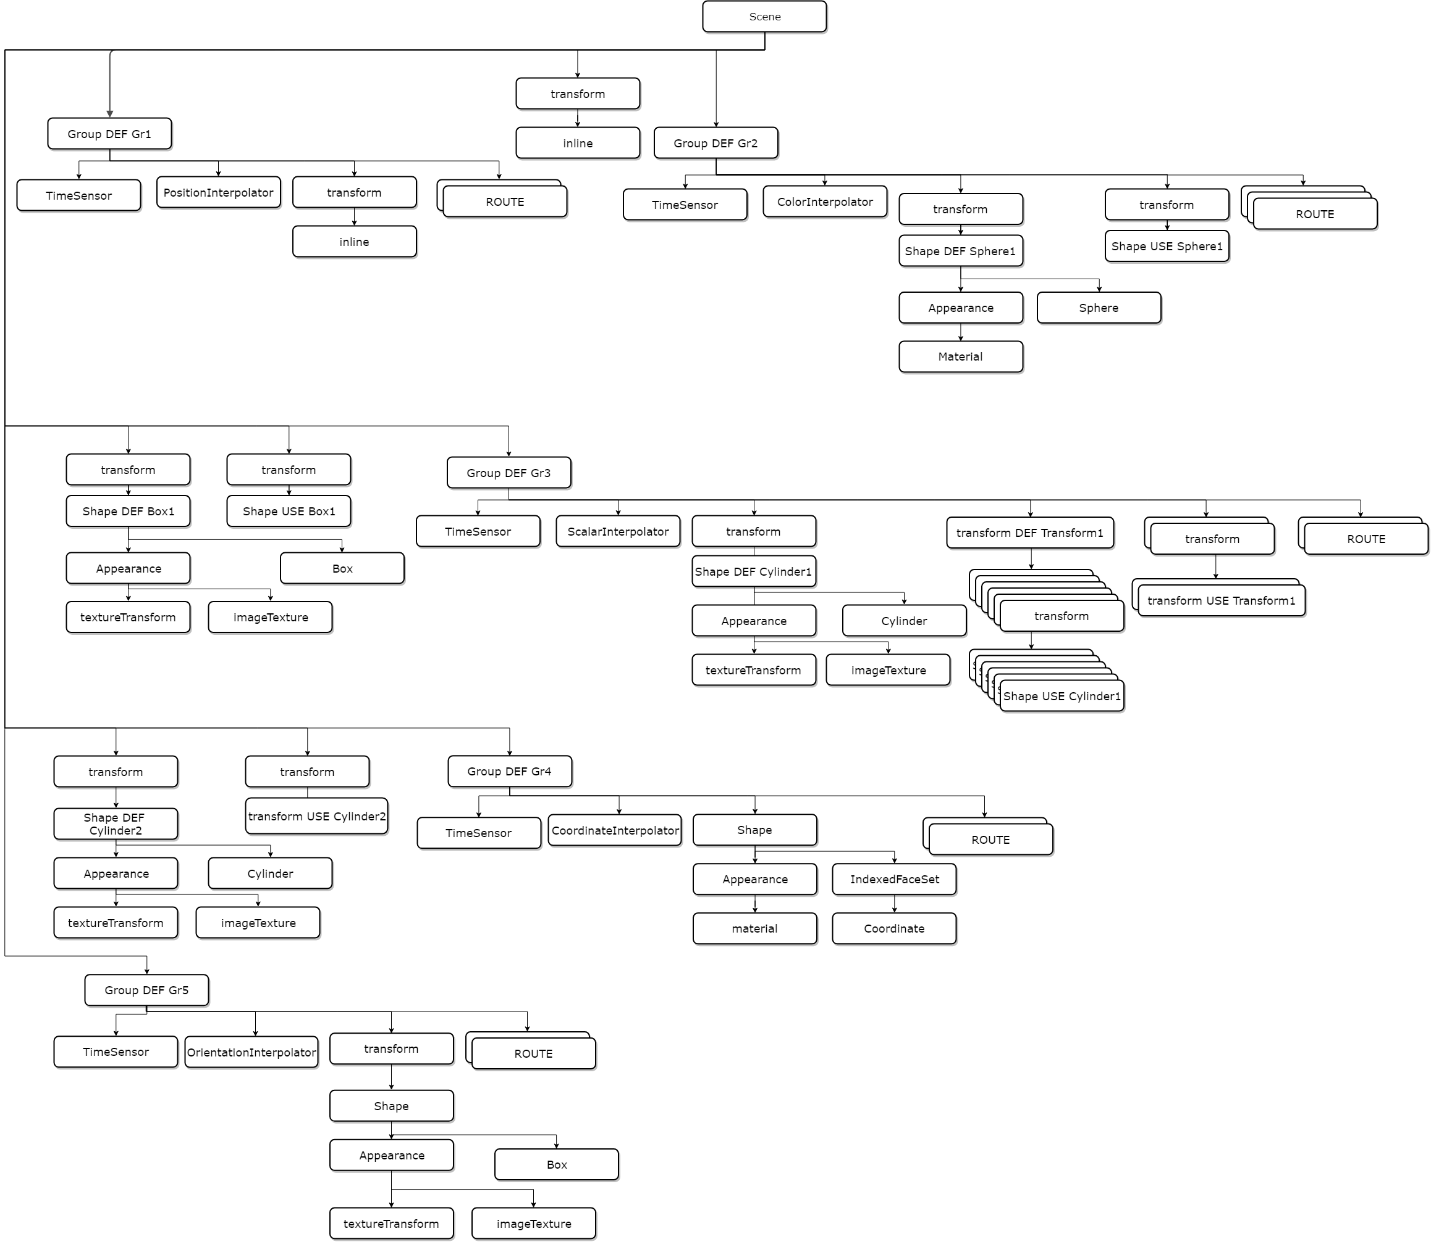 Scene
transform
Group DEF Gr1
inline
Group DEF Gr2
TimeSensor
PositionInterpolator
transform
ROUTE
inline
TimeSensor
ColorInterpolator
transform
transform
ROUTE
Shape DEF Sphere1
Shape USE Sphere1
Appearance
Sphere
Material
transform
transform
Group DEF Gr3
Shape DEF Box1
Shape USE Box1
TimeSensor
ScalarInterpolator
transform
transform DEF Transform1
transform
ROUTE
Appearance
Box
Shape DEF Cylinder1
transform USE Transform1
textureTransform
imageTexture
Appearance
Cylinder
transform
textureTransform
imageTexture
Shape USE Cylinder1
transform
transform
Group DEF Gr4
Shape DEF
Cylinder2
transform USE Cylinder2
TimeSensor
CoordinateInterpolator
Shape
ROUTE
Appearance
Cylinder
Appearance
IndexedFaceSet
textureTransform
imageTexture
material
Coordinate
Group DEF Gr5
TimeSensor
OrientationInterpolator
transform
ROUTE
Shape
Appearance
Box
textureTransform
imageTexture